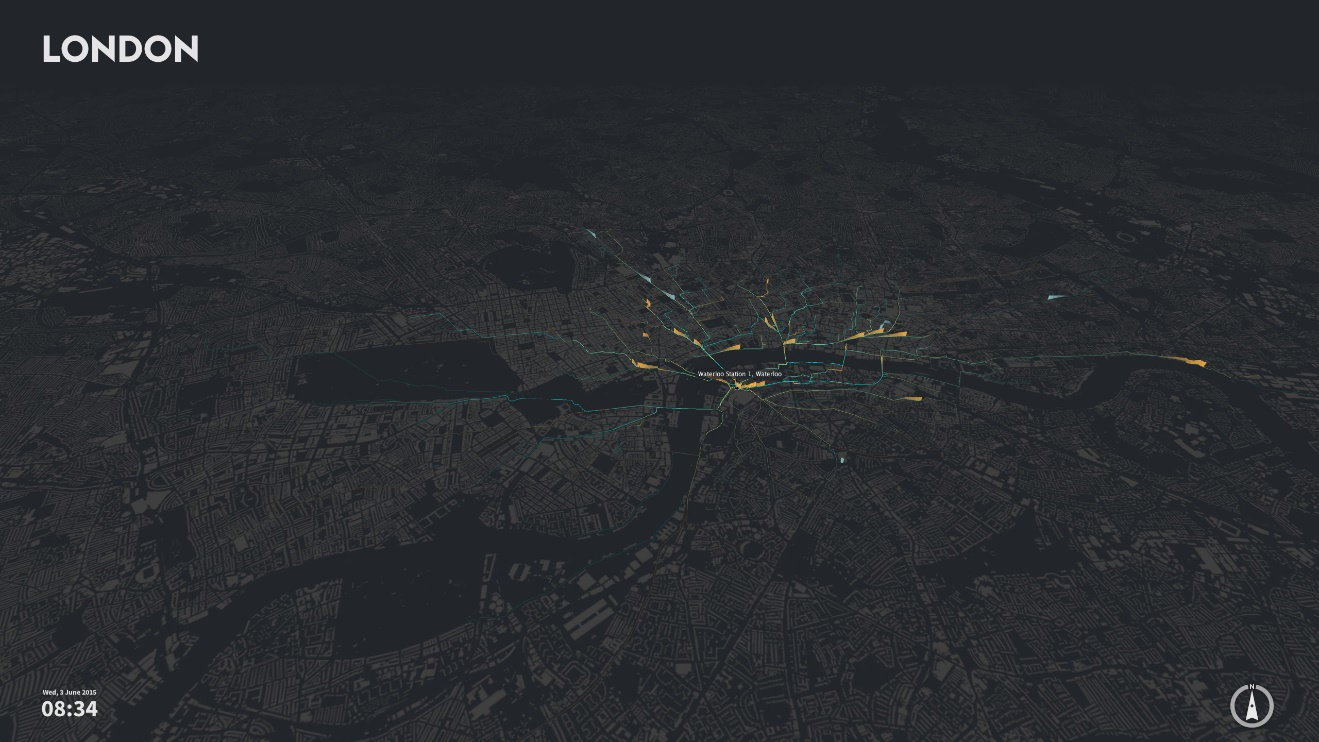 LONDON
Waterloo Station 1, Waterloo
Wed, 3 June 2015
08:34
N